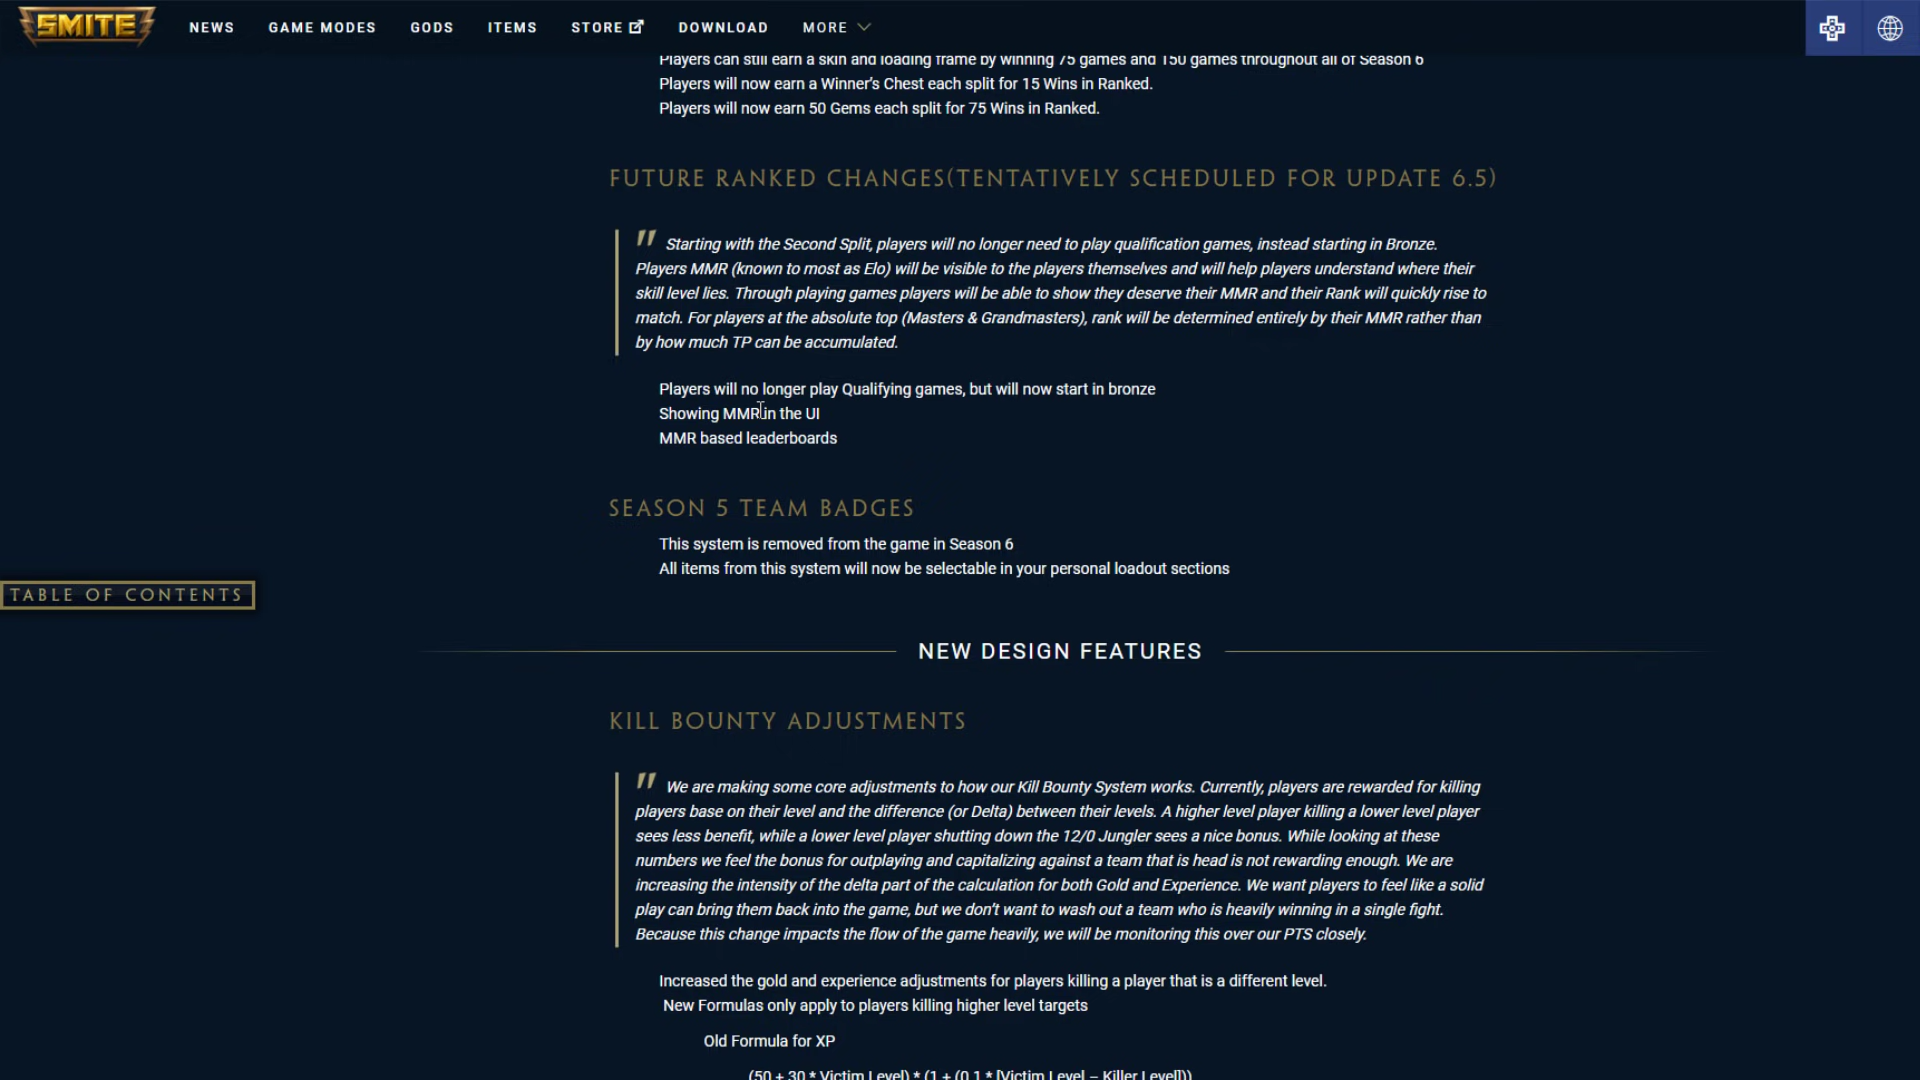 SMITE
NEWS GAME MODES GODS ITEMS STORE DOWNLOAD MORE
Players can still earn a skin and loading frame by winning 75 games and 150 games throughout all of Season 6
Players will now earn a Winner's Chest each split for 15 Wins in Ranked.
Players will now earn 50 Gems each split for 75 Wins in Ranked.
FUTURE RANKED CHANGES(TENTATIVELY SCHEDULED FOR UPDATE 6.5)
" Starting with the Second Split, players will no longer need to play qualification games, instead starting in Bronze.
Players MMR (known to most as Elo) will be visible to the players themselves and will help players understand where their
skill level lies. Through playing games players will be able to show they deserve their MMR and their Rank will quickly rise to
match. For players at the absolute top (Masters & Grandmasters), rank will be determined entirely by their MMR rather than
by how much TP can be accumulated.
Players will no longer play Qualifying games, but will now start in bronze
Showing MMR in the UI
MMR based leaderboards
SEASON 5 TEAM BADGES
This system is removed from the game in Season 6
All items from this system will now be selectable in your personal loadout sections
TABLE OF CONTENTS
NEW DESIGN FEATURES
KILL BOUNTY ADJUSTMENTS
" We are making some core adjustments to how our Kill Bounty System works. Currently, players are rewarded for killing
players base on their level and the difference (or Delta) between their levels. A higher level player killing a lower level player
sees less benefit, while a lower level player shutting down the 12/0 Jungler sees a nice bonus. While looking at these
numbers we feel the bonus for outplaying and capitalizing against a team that is head is not rewarding enough. We are
increasing the intensity of the delta part of the calculation for both Gold and Experience. We want players to feel like a solid
play can bring them back into the game, but we don't want to wash out a team who is heavily winning in a single fight.
Because this change impacts the flow of the game heavily, we will be monitoring this over our PTS closely.
Increased the gold and experience adjustments for players killing a player that is a different level.
New Formulas only apply to players killing higher level targets
Old Formula for XP
(50 + 30 * Victim Level) * (1 + (0.1 * [Victim Level – Killer Level]))